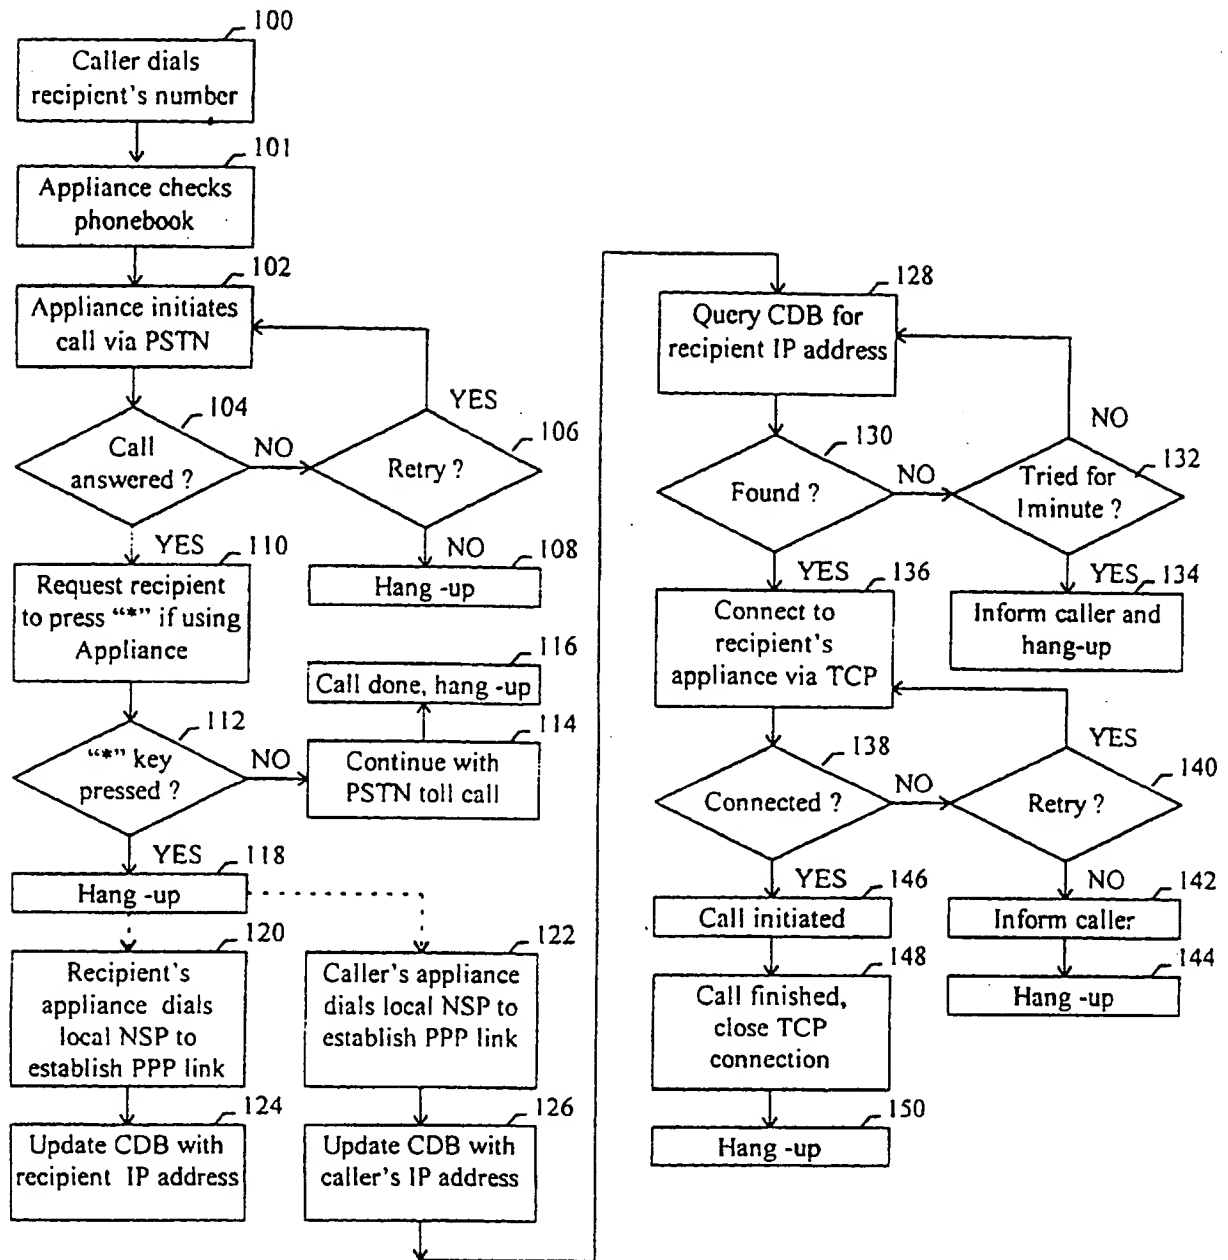 100
Caller dials
recipient's number
101
Appliance checks
phonebook
102
Appliance initiates
call via PSTN
104
Call
answered ?
NO
YES
106
Retry ?
YES
NO
108
Hang -up
110
Request recipient
to press “*” if using
Appliance
112
“*” key
pressed ?
NO
114
Continue with
PSTN toll call
116
Call done, hang -up
YES
118
Hang -up
120
Recipient's
appliance dials
local NSP to
establish PPP link
122
Caller's appliance
dials local NSP to
establish PPP link
124
Update CDB with
recipient IP address
126
Update CDB with
caller's IP address
128
Query CDB for
recipient IP address
130
Found ?
NO
YES
132
Tried for
1minute ?
NO
YES
134
Inform caller and
hang-up
136
Connect to
recipient's
appliance via TCP
138
Connected ?
NO
YES
140
Retry ?
YES
NO
142
Inform caller
144
Hang -up
146
Call initiated
148
Call finished,
close TCP
connection
150
Hang -up